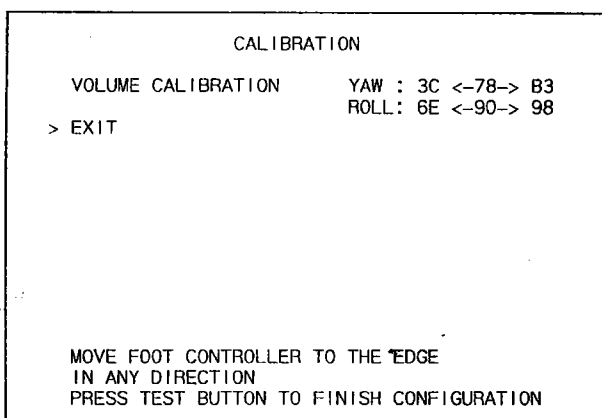 CALIBRATION
VOLUME CALIBRATION YAW : 3C <-78-> B3
ROLL: 6E <-90-> 98
> EXIT
MOVE FOOT CONTROLLER TO THE EDGE
IN ANY DIRECTION
PRESS TEST BUTTON TO FINISH CONFIGURATION